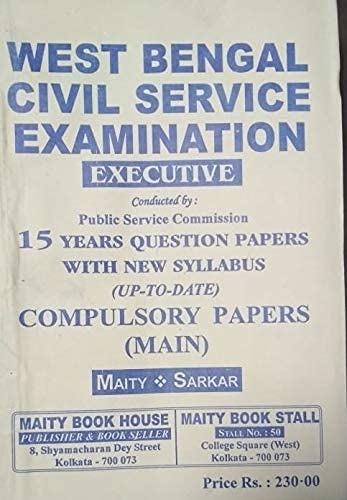 WEST BENGAL
CIVIL SERVICE
EXAMINATION
EXECUTIVE
Conducted by :
Public Service Commission
15 YEARS QUESTION PAPERS
WITH NEW SYLLABUS
(UP-TO-DATE)
COMPULSORY PAPERS
(MAIN)
MAITY ❖ SARKAR
MAITY BOOK HOUSE
PUBLISHER & BOOK SELLER
8, Shyamacharan Dey Street
Kolkata - 700 073
MAITY BOOK STALL
STALL NO. : 50
College Square (West)
Kolkata - 700 073
Price Rs. : 230·00